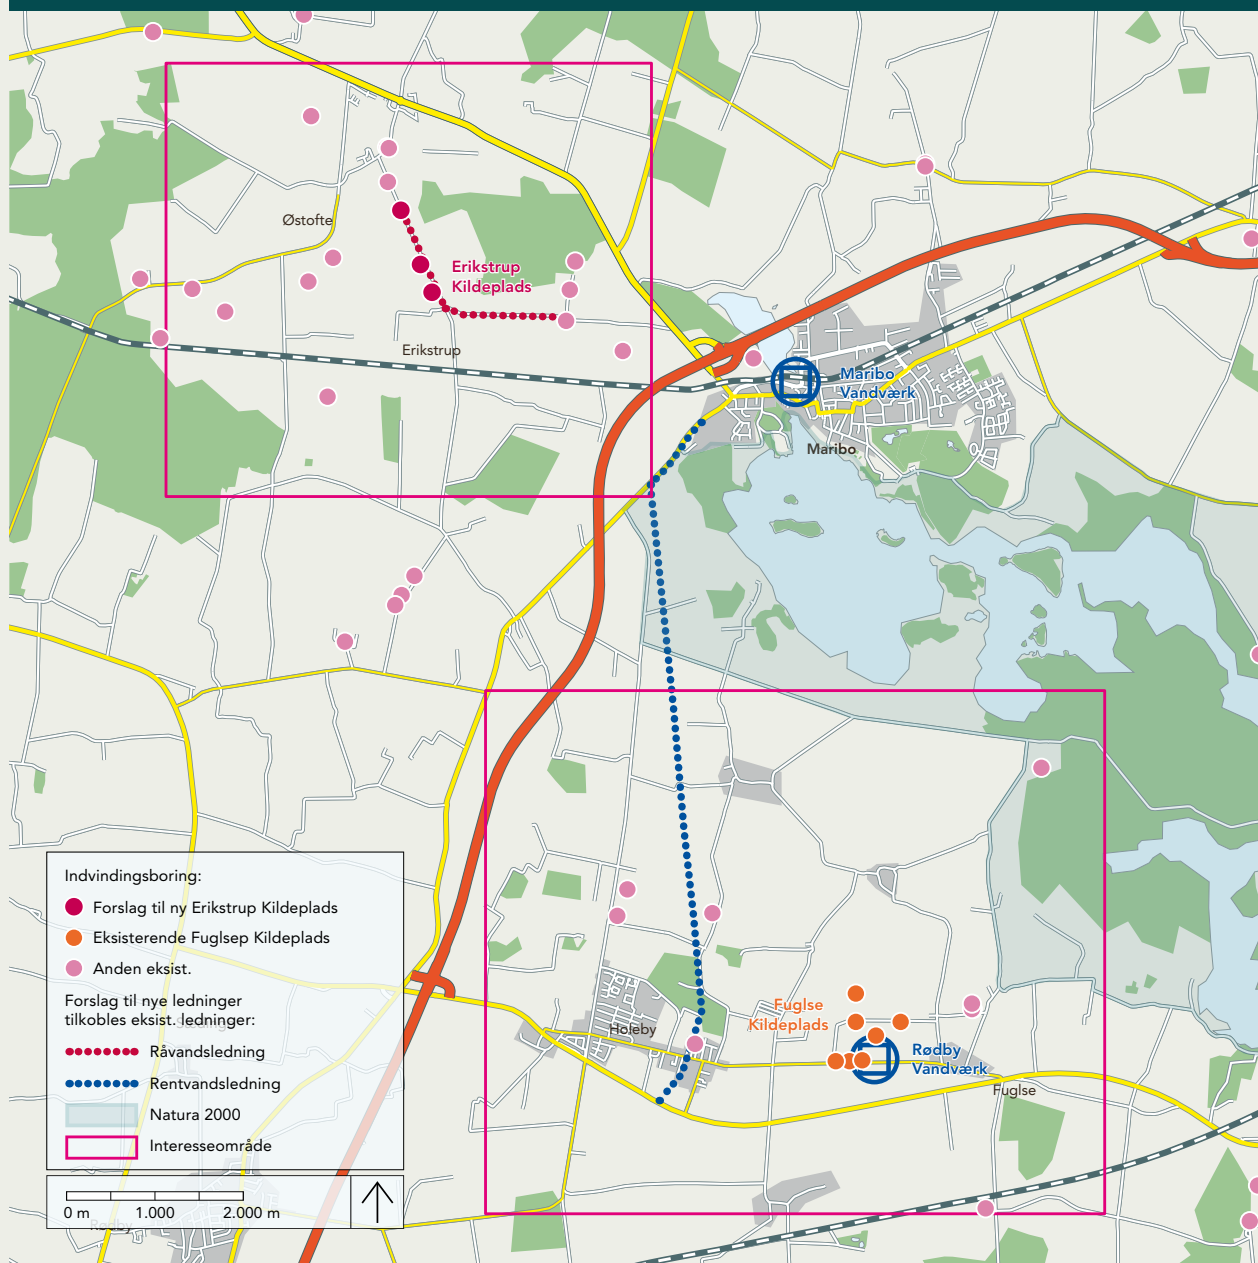 Østofte
Erikstrup
Kildeplads
Erikstrup
Maribo
Vandværk
Maribo
Indvindingsboring:
Forslag til ny Erikstrup Kildeplads
Eksisterende Fuglsep Kildeplads
Anden eksist.
Forslag til nye ledninger
tilkobles eksist. ledninger:
Råvandsledning
Rentvandsledning
Natura 2000
Interesseområde
0 m 1.000 2.000 m
Rødby
Holeby
Fuglse
Kildeplads
Rødby
Vandværk
Fuglse